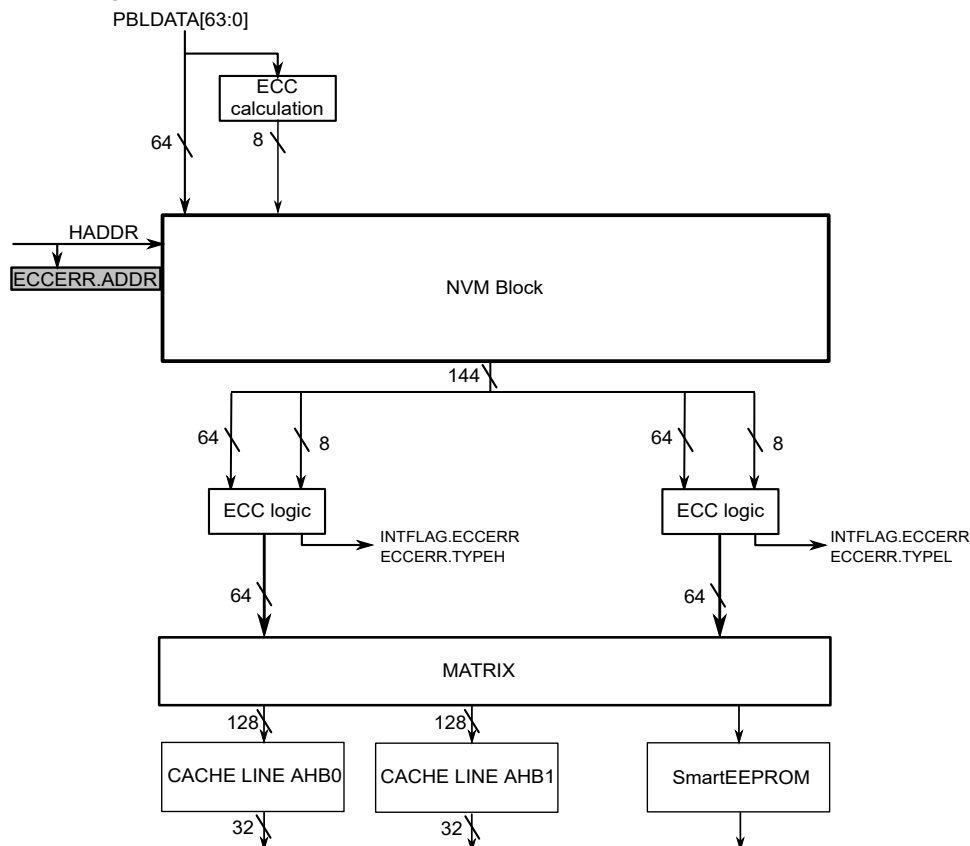 PBLDATA[63:0]
ECC
calculation
64
8
HADDR
ECCERR.ADDR
NVM Block
144
64
8
64
8
ECC logic
ECC logic
INTFLAG.ECCERR
ECCERR.TYPEH
INTFLAG.ECCERR
ECCERR.TYPEL
64
64
MATRIX
128
128
CACHE LINE AHB0
CACHE LINE AHB1
SmartEEPROM
32
32